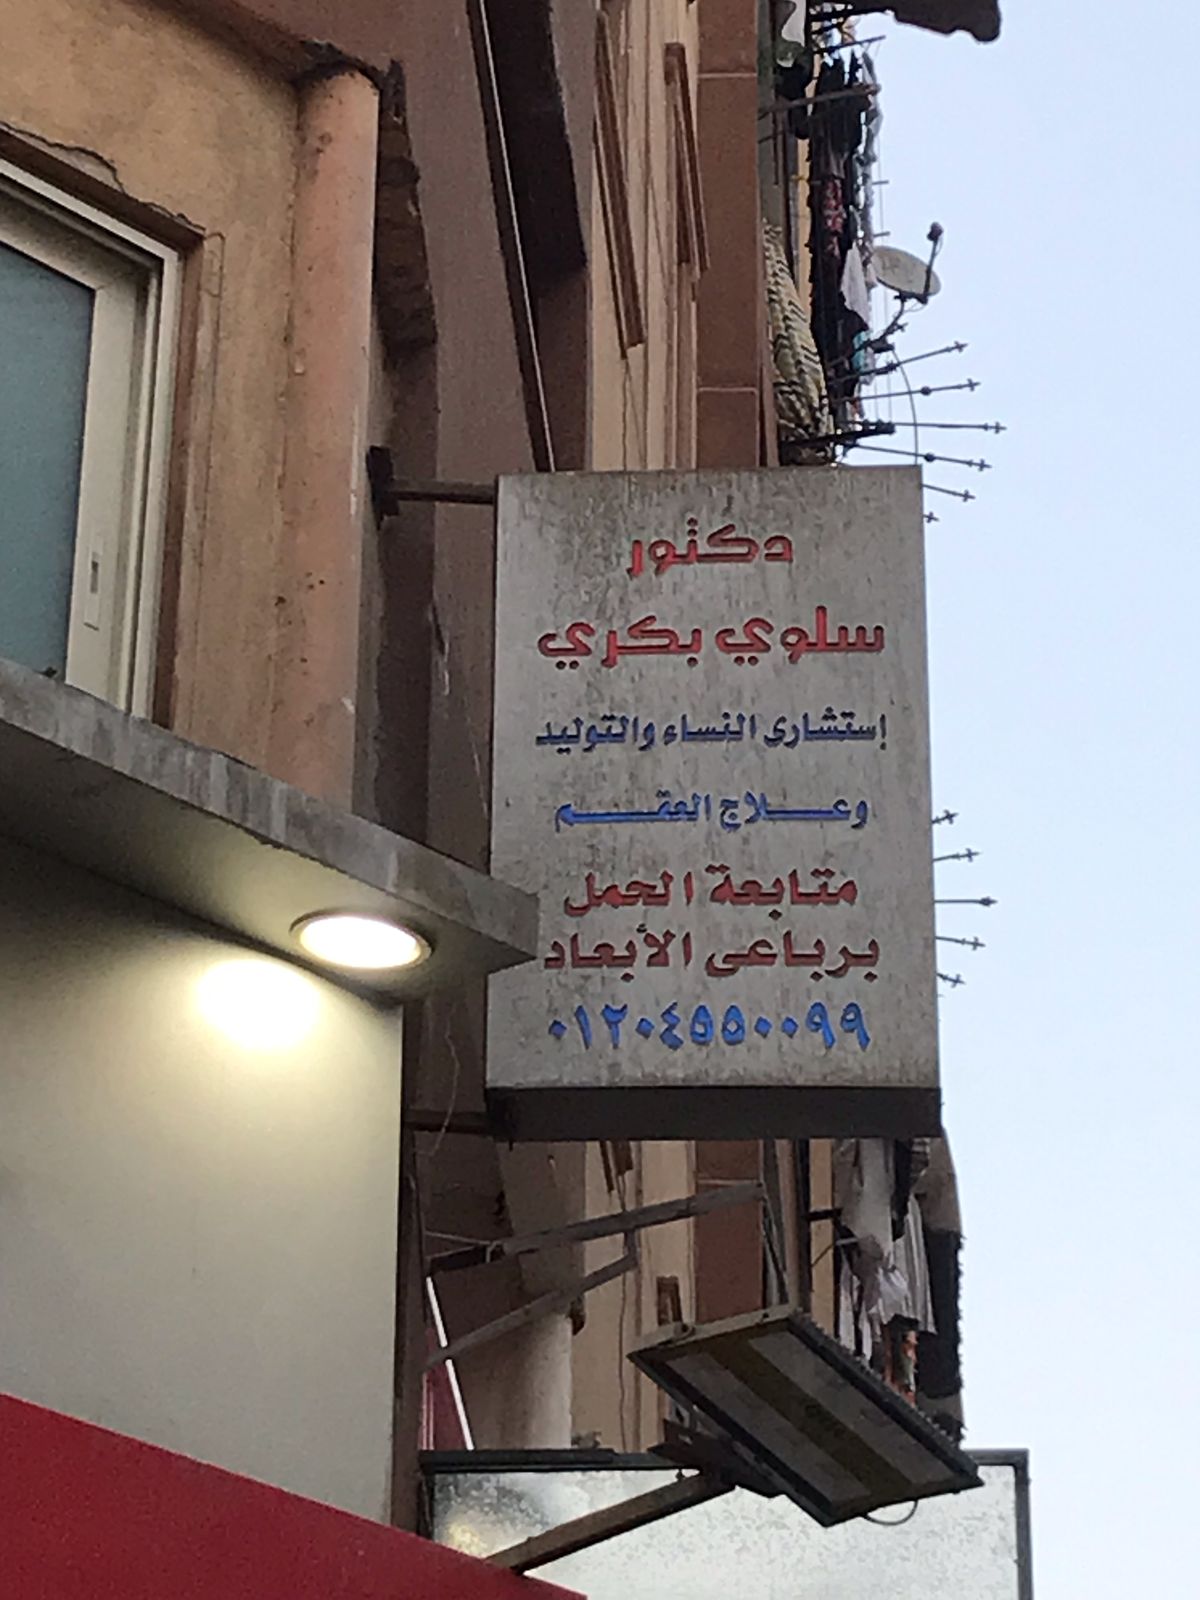 دكتور
سلوي بكري
إستشارى النساء والتوليد
وعلاج العقم
متابعة الحمل
برباعى الأبعاد
٠١٢٠٤٥٥٠٠٩٩